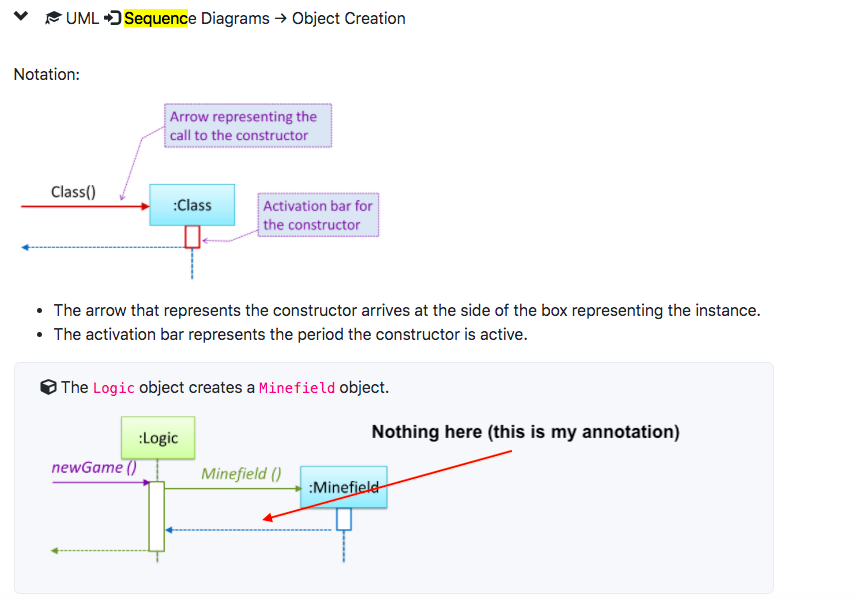 UML Sequence Diagrams → Object Creation
Notation:
Arrow representing the
call to the constructor
Class()
:Class
Activation bar for
the constructor
• The arrow that represents the constructor arrives at the side of the box representing the instance.
• The activation bar represents the period the constructor is active.
The Logic object creates a Minefield object.
Nothing here (this is my annotation)
:Logic
newGame ()
Minefield ()
:Minefield